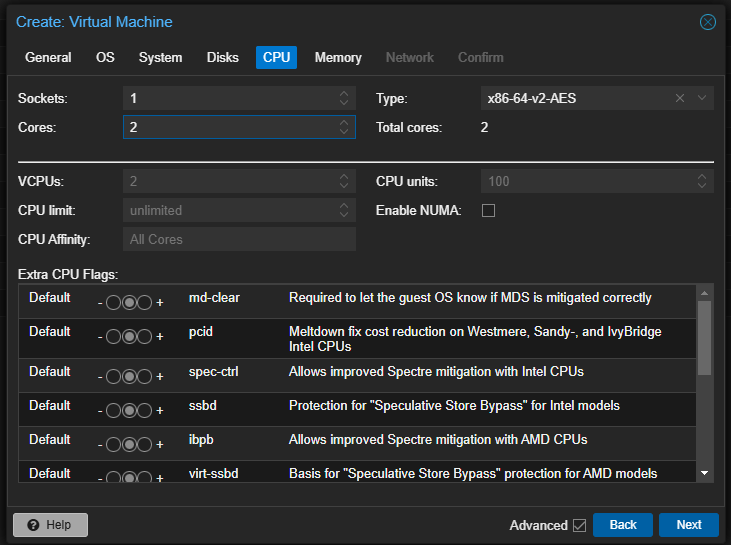 Create: Virtual Machine
General OS System Disks CPU Memory Network Confirm
Sockets: 1 Type: x86-64-v2-AES
Cores: 2 Total cores: 2
VCPUs: 2 CPU units: 100
CPU limit: unlimited Enable NUMA:
CPU Affinity: All Cores
Extra CPU Flags:
Default - + md-clear Required to let the guest OS know if MDS is mitigated correctly
Default - + pcid Meltdown fix cost reduction on Westmere, Sandy-, and IvyBridge
Intel CPUs
Default - + spec-ctrl Allows improved Spectre mitigation with Intel CPUs
Default - + ssbd Protection for "Speculative Store Bypass" for Intel models
Default - + ibpb Allows improved Spectre mitigation with AMD CPUs
Default - + virt-ssbd Basis for "Speculative Store Bypass" protection for AMD models
? Help Advanced Back Next